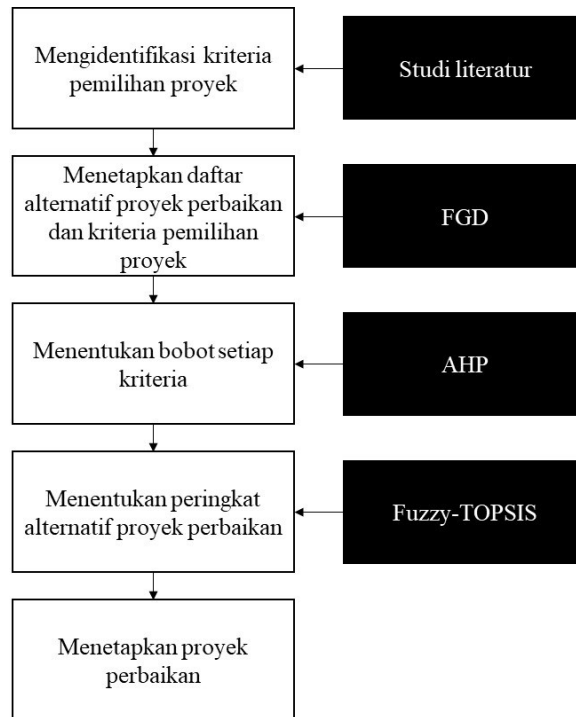 Mengidentifikasi kriteria
pemilihan proyek
Studi literatur
Menetapkan daftar
alternatif proyek perbaikan
dan kriteria pemilihan
proyek
FGD
Menentukan bobot setiap
kriteria
AHP
Menentukan peringkat
alternatif proyek perbaikan
Fuzzy-TOPSIS
Menetapkan proyek
perbaikan